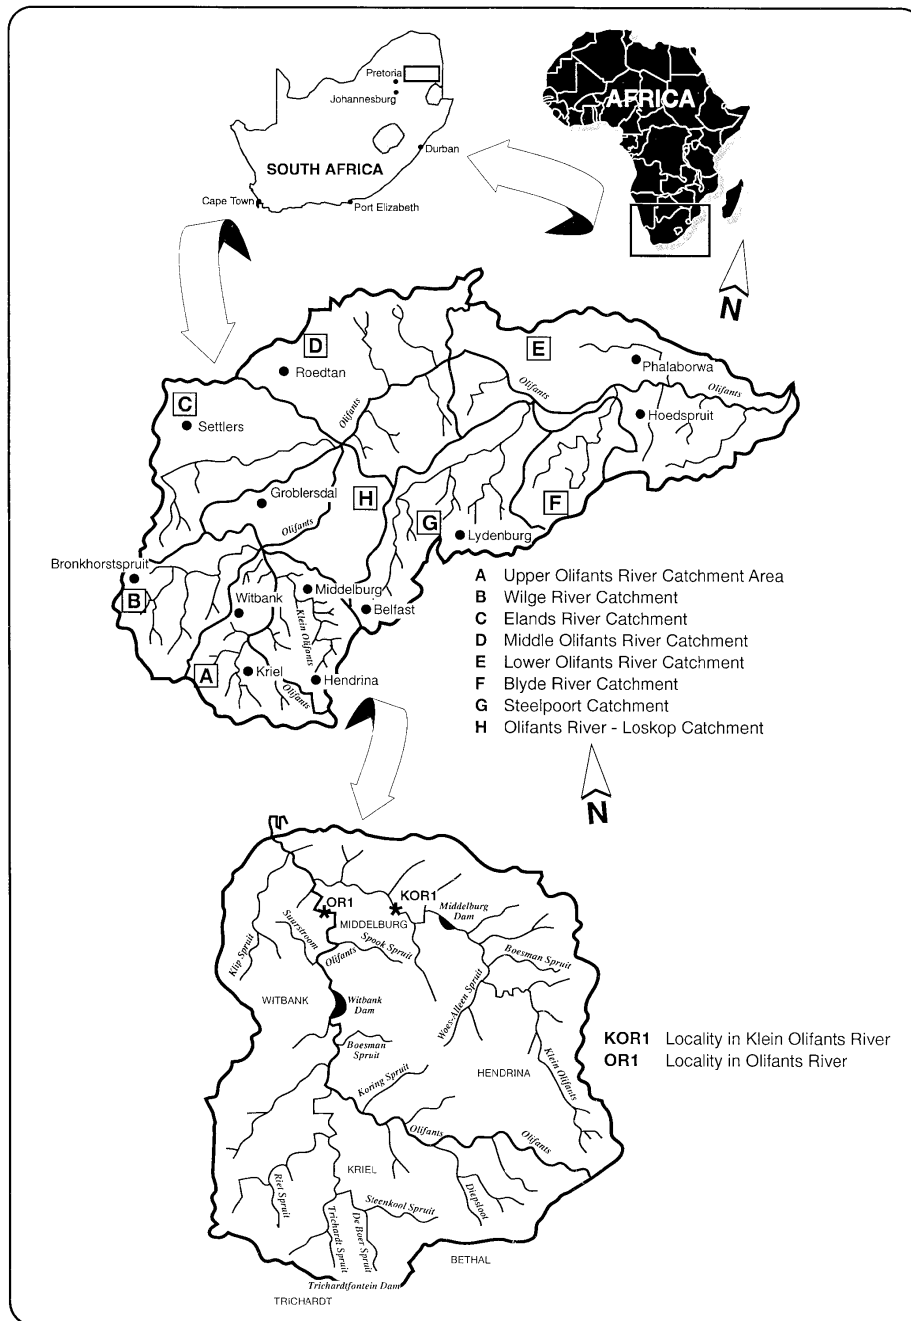 AFRICA
Pretoria
Johannesburg
Durban
SOUTH AFRICA
Cape Town
Port Elizabeth
N
D
Roedtan
E
Phalaborwa
Olifants
Olifants
Olifants
C
Settlers
Hoedspruit
Groblersdal
H
F
G
Olifants
Lydenburg
Bronkhorstspruit
B
Witbank
Middelburg
Belfast
Klein Olifants
A
Kriel
Hendrina
Olifants
A Upper Olifants River Catchment Area
B Wilge River Catchment
C Elands River Catchment
D Middle Olifants River Catchment
E Lower Olifants River Catchment
F Blyde River Catchment
G Steelpoort Catchment
H Olifants River - Loskop Catchment
N
OR1
KOR1
Middelburg
Dam
MIDDELBURG
Suurstroom
Spook Spruit
Klip Spruit
Olifants
Boesman Spruit
WITBANK
Witbank
Dam
Woes-Alleen Spruit
Boesman
Spruit
Koring Spruit
HENDRINA
Klein Olifants
KOR1 Locality in Klein Olifants River
OR1 Locality in Olifants River
Olifants
Olifants
KRIEL
Riet Spruit
Steenkool Spruit
Diepsloot
Trichardt Spruit
De Boer Spruit
BETHAL
Trichardtfontein Dam
TRICHARDT